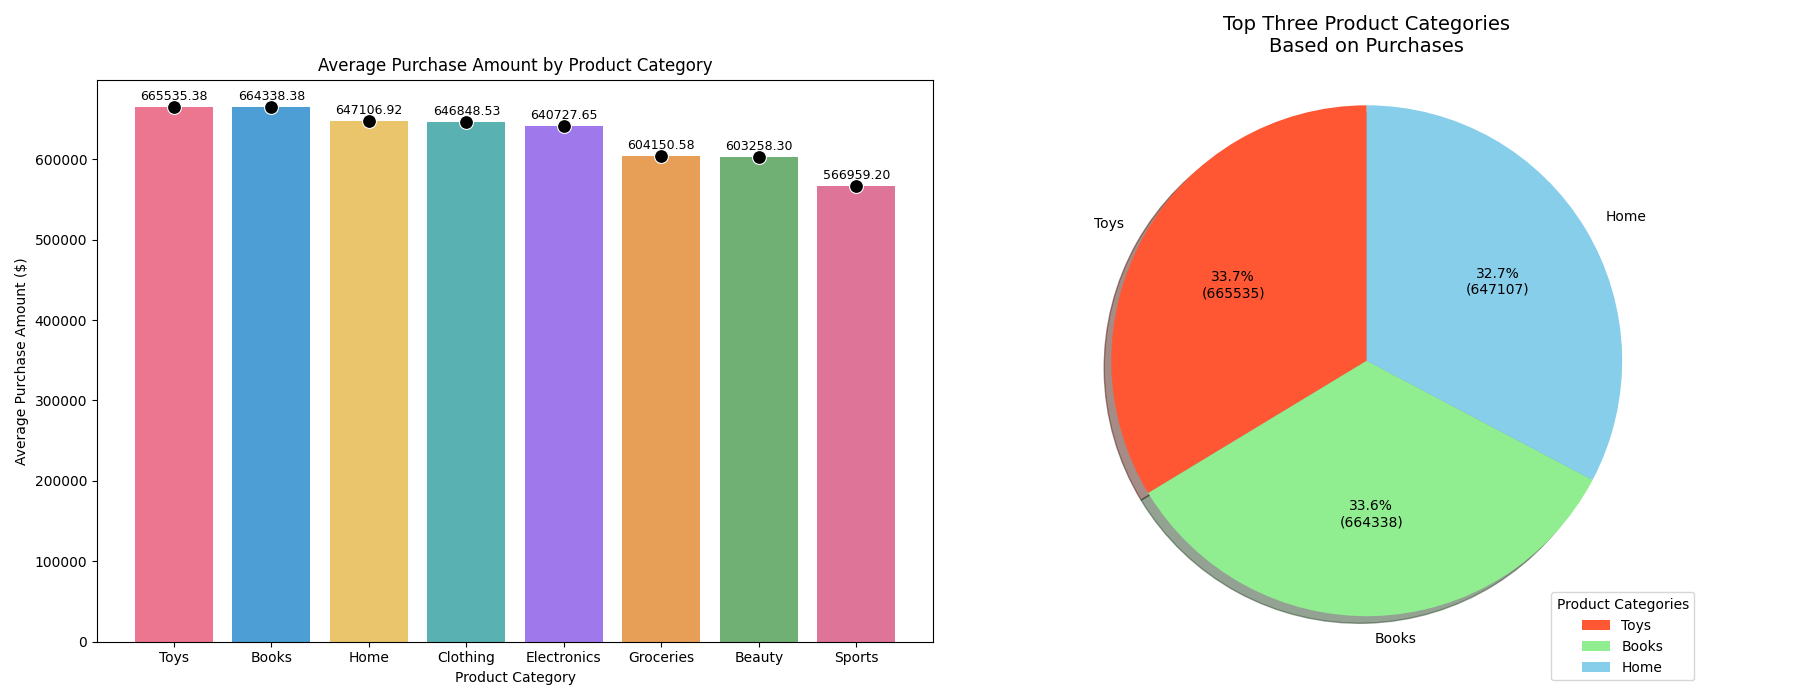 Average Purchase Amount by Product Category
665535.38
664338.38
647106.92
646848.53
640727.65
604150.58
603258.30
566959.20
Average Purchase Amount ($)
600000
500000
400000
300000
200000
100000
0
Toys
Books
Home
Clothing
Electronics
Groceries
Beauty
Sports
Product Category
Top Three Product Categories
Based on Purchases
Toys
33.7%
(665535)
Home
32.7%
(647107)
33.6%
(664338)
Books
Product Categories
Toys
Books
Home